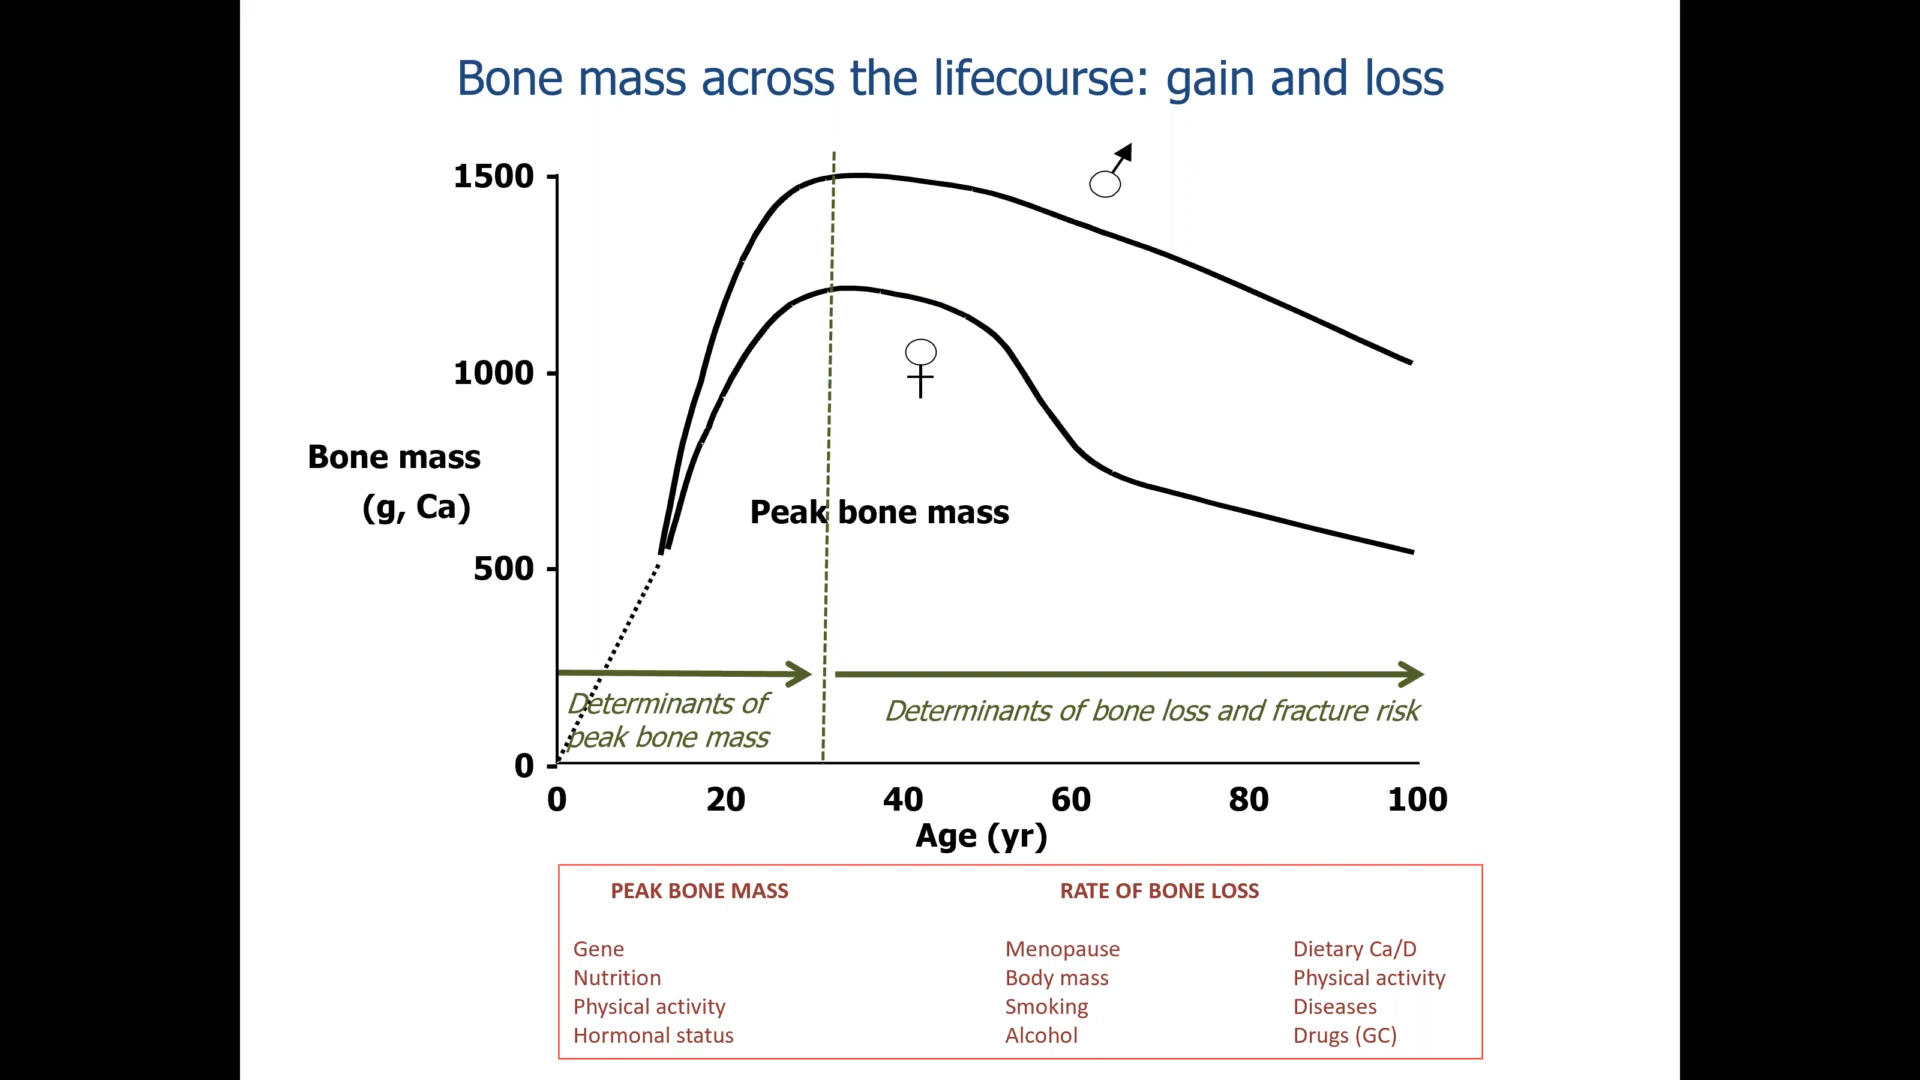 Bone mass across the lifecourse: gain and loss
1500
1000
Bone mass
(g, Ca)
Peak bone mass
500
Determinants of
peak bone mass
Determinants of bone loss and fracture risk
0
0 20 40 60 80 100
Age (yr)
PEAK BONE MASS RATE OF BONE LOSS
Gene Menopause Dietary Ca/D
Nutrition Body mass Physical activity
Physical activity Smoking Diseases
Hormonal status Alcohol Drugs (GC)